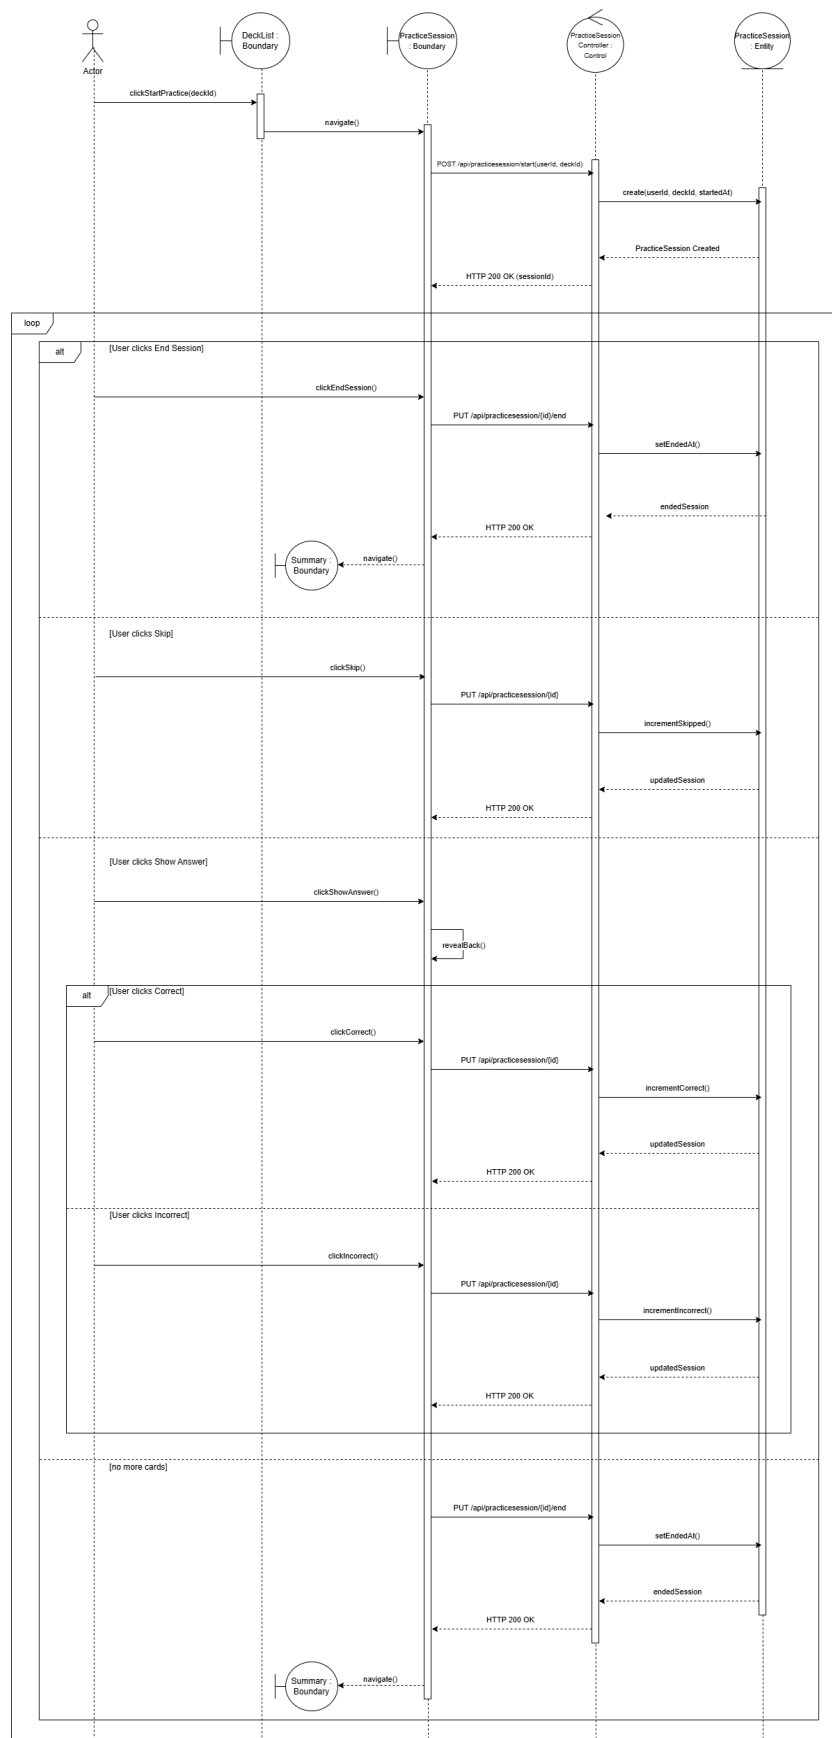 DeckList :
Boundary
PracticeSession
: Boundary
PracticeSession
Controller :
Control
PracticeSession
: Entity
Actor
clickStartPractice(deckId)
navigate()
POST /api/practicesession/start(userId, deckId)
create(userId, deckId, startedAt)
PracticeSession Created
HTTP 200 OK (sessionId)
loop
alt
[User clicks End Session]
clickEndSession()
PUT /api/practicesession/{id}/end
setEndedAt()
endedSession
HTTP 200 OK
Summary :
Boundary
navigate()
[User clicks Skip]
clickSkip()
PUT /api/practicesession/{id}
incrementSkipped()
updatedSession
HTTP 200 OK
[User clicks Show Answer]
clickShowAnswer()
revealBack()
alt
[User clicks Correct]
clickCorrect()
PUT /api/practicesession/{id}
incrementCorrect()
updatedSession
HTTP 200 OK
[User clicks Incorrect]
clickIncorrect()
PUT /api/practicesession/{id}
incrementIncorrect()
updatedSession
HTTP 200 OK
[no more cards]
PUT /api/practicesession/{id}/end
setEndedAt()
endedSession
HTTP 200 OK
Summary :
Boundary
navigate()